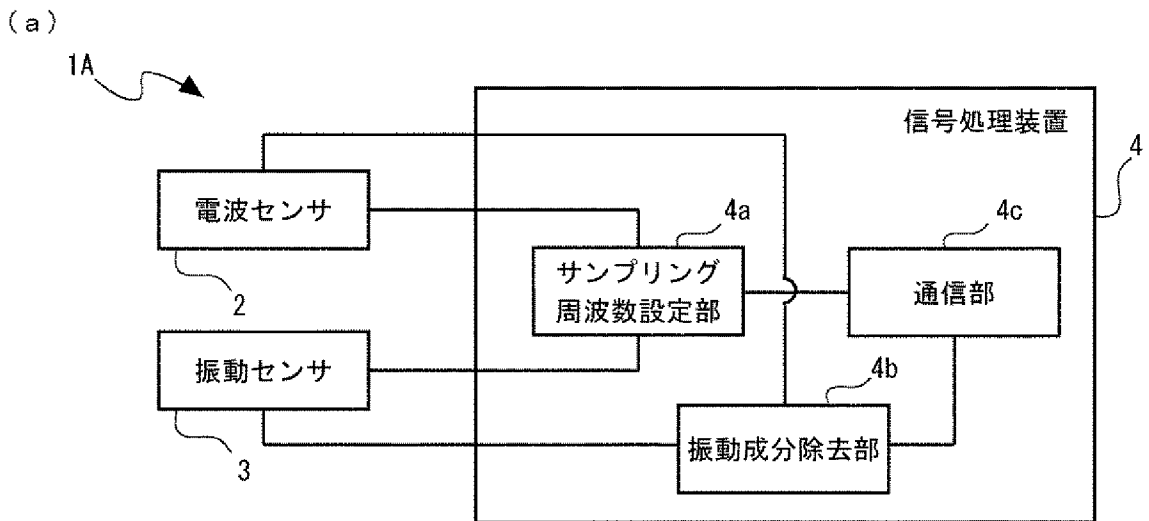 (a)
1A
信号処理装置
4
電波センサ
2
4a
サンプリング
周波数設定部
4c
通信部
振動センサ
3
4b
振動成分除去部